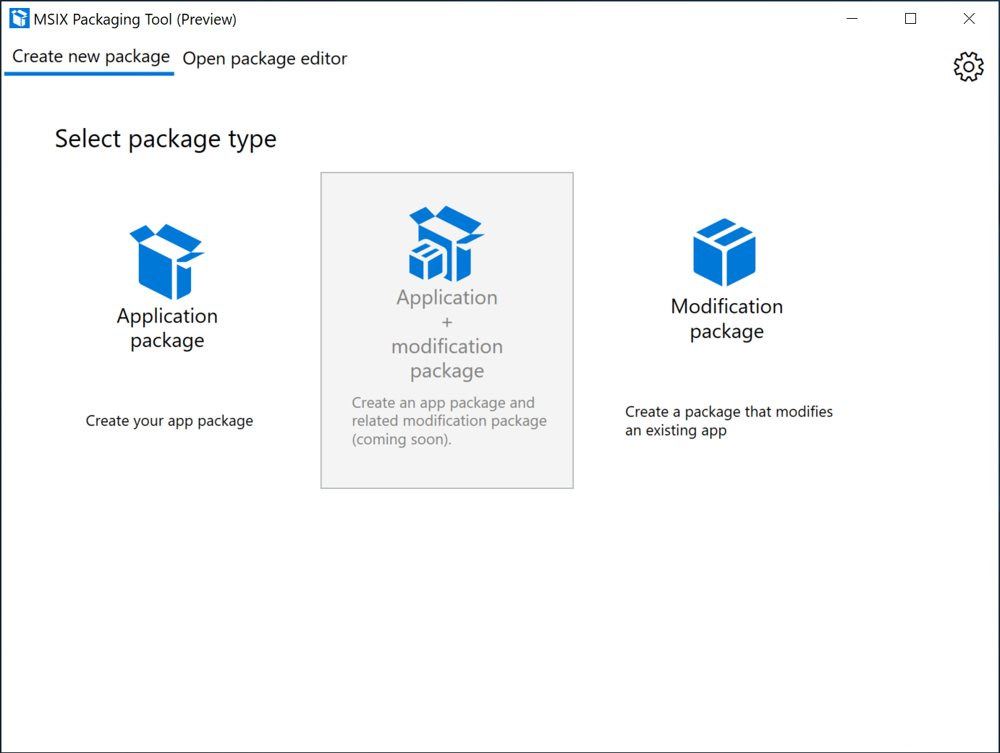 MSIX Packaging Tool (Preview)
Create new package
Open package editor
Select package type
Application
package
Create your app package
Application
+
modification
package
Create an app package and
related modification package
(coming soon).
Modification
package
Create a package that modifies
an existing app